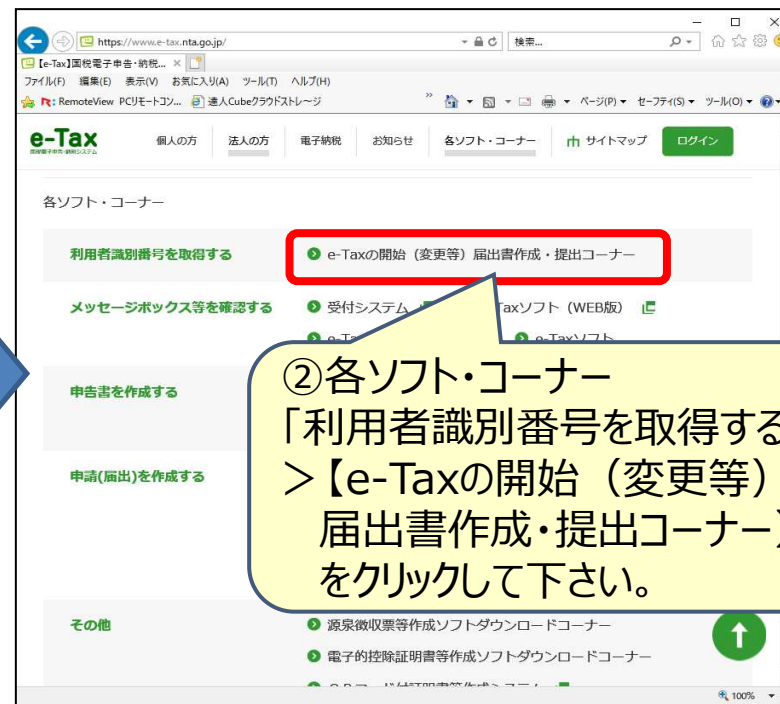 https://www.e-tax.nta.go.jp/
検索...
【e-Tax】国税電子申告・納税...
ファイル(F) 編集(E) 表示(V) お気に入り(A) ツール(T) ヘルプ(H)
RemoteView PCリモートコン... 達人Cubeクラウドストレージ
ページ(P) セーフティ(S) ツール(O)
e-Tax
国税電子申告・納税システム
個人の方 法人の方 電子納税 お知らせ 各ソフト・コーナー サイトマップ ログイン
各ソフト・コーナー
利用者識別番号を取得する
e-Taxの開始（変更等）届出書作成・提出コーナー
メッセージボックス等を確認する
受付システム Taxソフト（WEB版）
e-Taxソフト
申告書を作成する
申請(届出)を作成する
②各ソフト・コーナー
「利用者識別番号を取得する
＞【e-Taxの開始（変更等）
届出書作成・提出コーナー】
をクリックして下さい。
その他
源泉徴収票等作成ソフトダウンロードコーナー
電子的控除証明書等作成ソフトダウンロードコーナー
100%